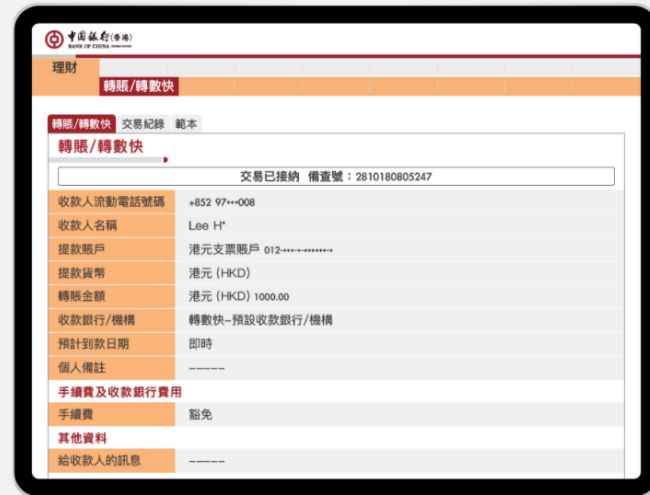 中國銀行(香港)
BANK OF CHINA
理財
轉賬/轉數快
轉賬/轉數快 交易紀錄 範本
轉賬/轉數快
交易已接納 備查號：2810180805247
收款人流動電話號碼 +852 97•••008
收款人名稱 Lee H*
提款賬戶 港元支票賬戶 012-•••-•-••••••-•
提款貨幣 港元 (HKD)
轉賬金額 港元 (HKD) 1000.00
收款銀行/機構 轉數快-預設收款銀行/機構
預計到款日期 即時
個人備註 -----
手續費及收款銀行費用
手續費 豁免
其他資料
給收款人的訊息 -----